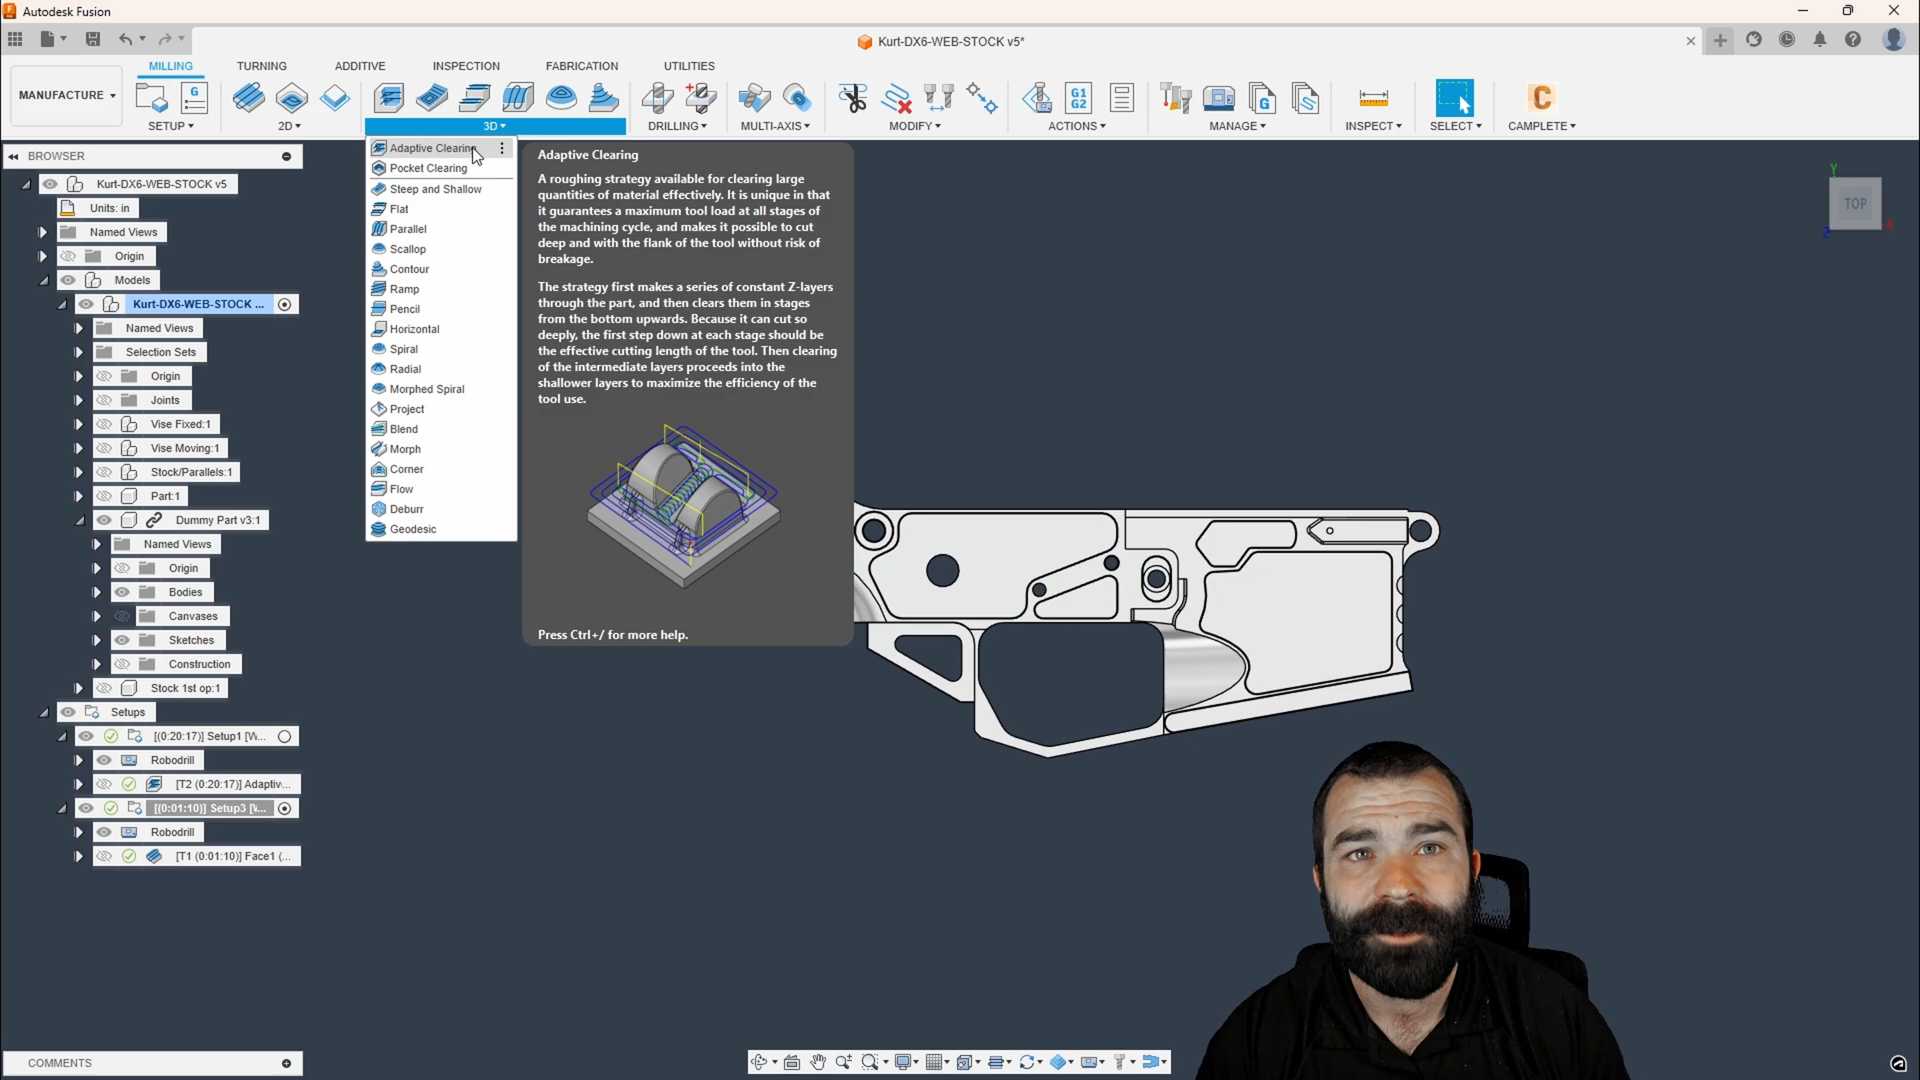 Autodesk Fusion
Kurt-DX6-WEB-STOCK v5*
MILLING
TURNING
ADDITIVE
INSPECTION
FABRICATION
UTILITIES
MANUFACTURE
G
G1
G2
G
C
SETUP
2D
3D
DRILLING
MULTI-AXIS
MODIFY
ACTIONS
MANAGE
INSPECT
SELECT
CAMPLETE
BROWSER
Kurt-DX6-WEB-STOCK v5
Units: in
Named Views
Origin
Models
Kurt-DX6-WEB-STOCK ...
Named Views
Selection Sets
Origin
Joints
Vise Fixed:1
Vise Moving:1
Stock/Parallels:1
Part:1
Dummy Part v3:1
Named Views
Origin
Bodies
Canvases
Sketches
Construction
Stock 1st op:1
Setups
[(0:20:17)] Setup1 [W...
Robodrill
[T2 (0:20:17)] Adaptiv...
[(0:01:10)] Setup3 [W...
Robodrill
[T1 (0:01:10)] Face1 (...
Adaptive Clearing
Pocket Clearing
Steep and Shallow
Flat
Parallel
Scallop
Contour
Ramp
Pencil
Horizontal
Spiral
Radial
Morphed Spiral
Project
Blend
Morph
Corner
Flow
Deburr
Geodesic
Adaptive Clearing
A roughing strategy available for clearing large
quantities of material effectively. It is unique in that
it guarantees a maximum tool load at all stages of
the machining cycle, and makes it possible to cut
deep and with the flank of the tool without risk of
breakage.
The strategy first makes a series of constant Z-layers
through the part, and then clears them in stages
from the bottom upwards. Because it can cut so
deeply, the first step down at each stage should be
the effective cutting length of the tool. Then clearing
of the intermediate layers proceeds into the
shallower layers to maximize the efficiency of the
tool use.
Press Ctrl+/ for more help.
Y
TOP
Z
X
COMMENTS